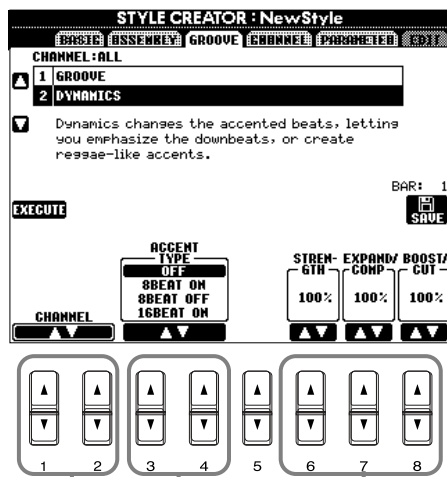 STYLE CREATOR : NewStyle
BASIC ASSEMBLY GROOVE CHANNEL PARAMETER EDIT
CHANNEL:ALL
1 GROOVE
2 DYNAMICS
Dynamics changes the accented beats, letting
you emphasize the downbeats, or create
reggae-like accents.
BAR: 1
EXECUTE
SAVE
ACCENT
TYPE
OFF
8BEAT ON
8BEAT OFF
16BEAT ON
STREN-
GTH
EXPAND/
COMP
BOOST/
CUT
100% 100% 100%
CHANNEL
1 2 3 4 5 6 7 8